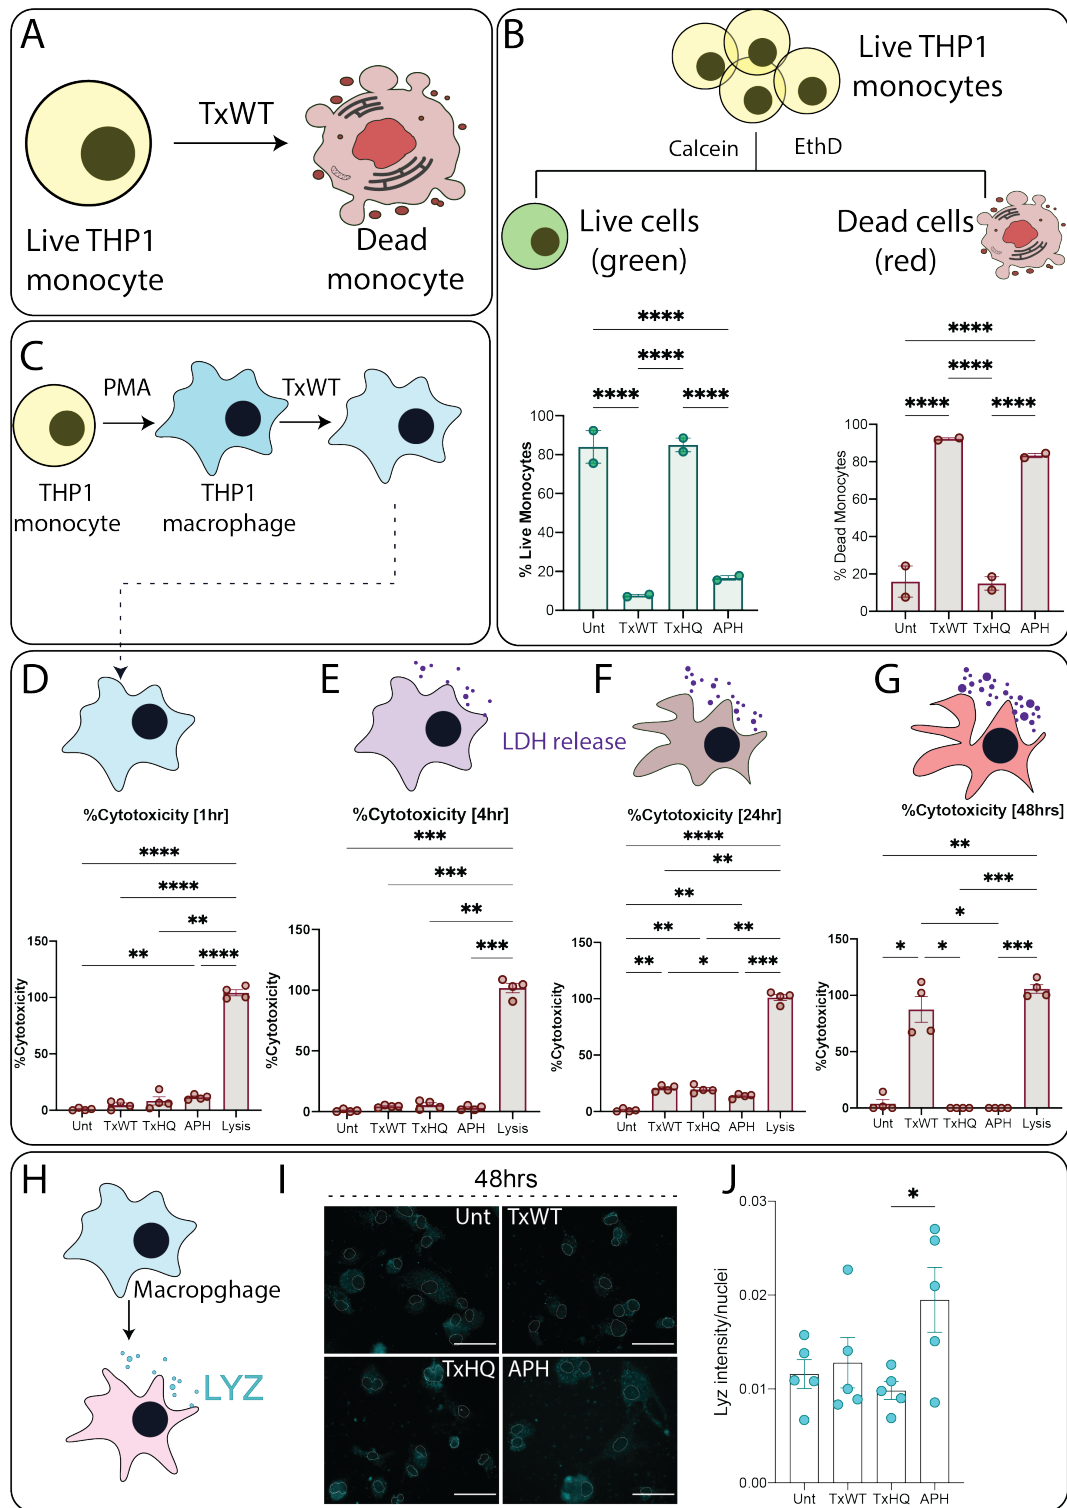 A
TxWT
Live THP1
monocyte
Dead
monocyte
B
Live THP1
monocytes
Calcein
EthD
Live cells
(green)
Dead cells
(red)
****
****
****
****
% Live Monocytes
100
80
60
40
20
0
Unt
TxWT
TxHQ
APH
****
****
****
****
% Dead Monocytes
100
80
60
40
20
0
Unt
TxWT
TxHQ
APH
C
PMA
TxWT
THP1
monocyte
THP1
macrophage
D
E
F
G
LDH release
%Cytotoxicity [1hr]
****
****
**
**
****
%Cytotoxicity
150
100
50
0
Unt
TxWT
TxHQ
APH
Lysis
%Cytotoxicity [4hr]
***
***
**
***
%Cytotoxicity
150
100
50
0
Unt
TxWT
TxHQ
APH
Lysis
%Cytotoxicity [24hr]
****
**
**
**
**
**
*
***
%Cytotoxicity
150
100
50
0
Unt
TxWT
TxHQ
APH
Lysis
%Cytotoxicity [48hrs]
**
***
*
*
*
***
%Cytotoxicity
150
100
50
0
Unt
TxWT
TxHQ
APH
Lysis
H
Macropghage
LYZ
I
48hrs
Unt
TxWT
TxHQ
APH
J
*
Lyz intensity/nuclei
0.03
0.02
0.01
0.00
Unt
TxWT
TxHQ
APH